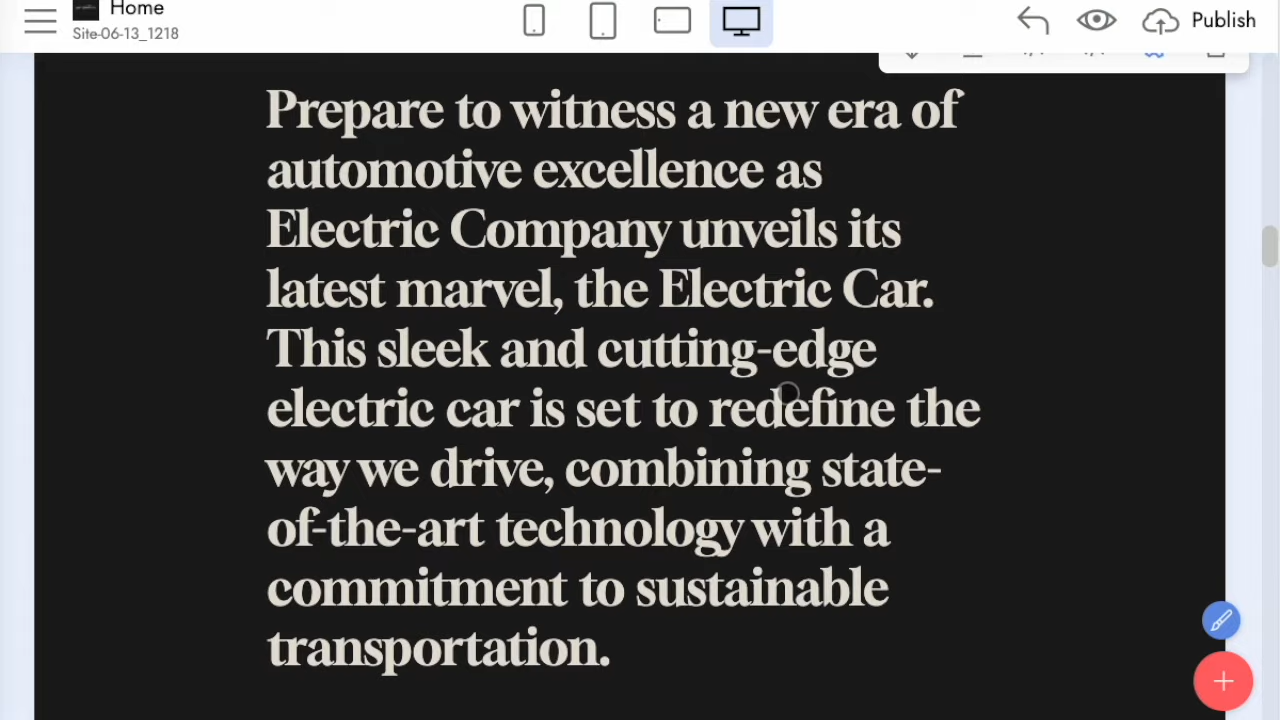 Home
Site-06-13_1218
Publish
Prepare to witness a new era of
automotive excellence as
Electric Company unveils its
latest marvel, the Electric Car.
This sleek and cutting-edge
electric car is set to redefine the
way we drive, combining state-
of-the-art technology with a
commitment to sustainable
transportation.